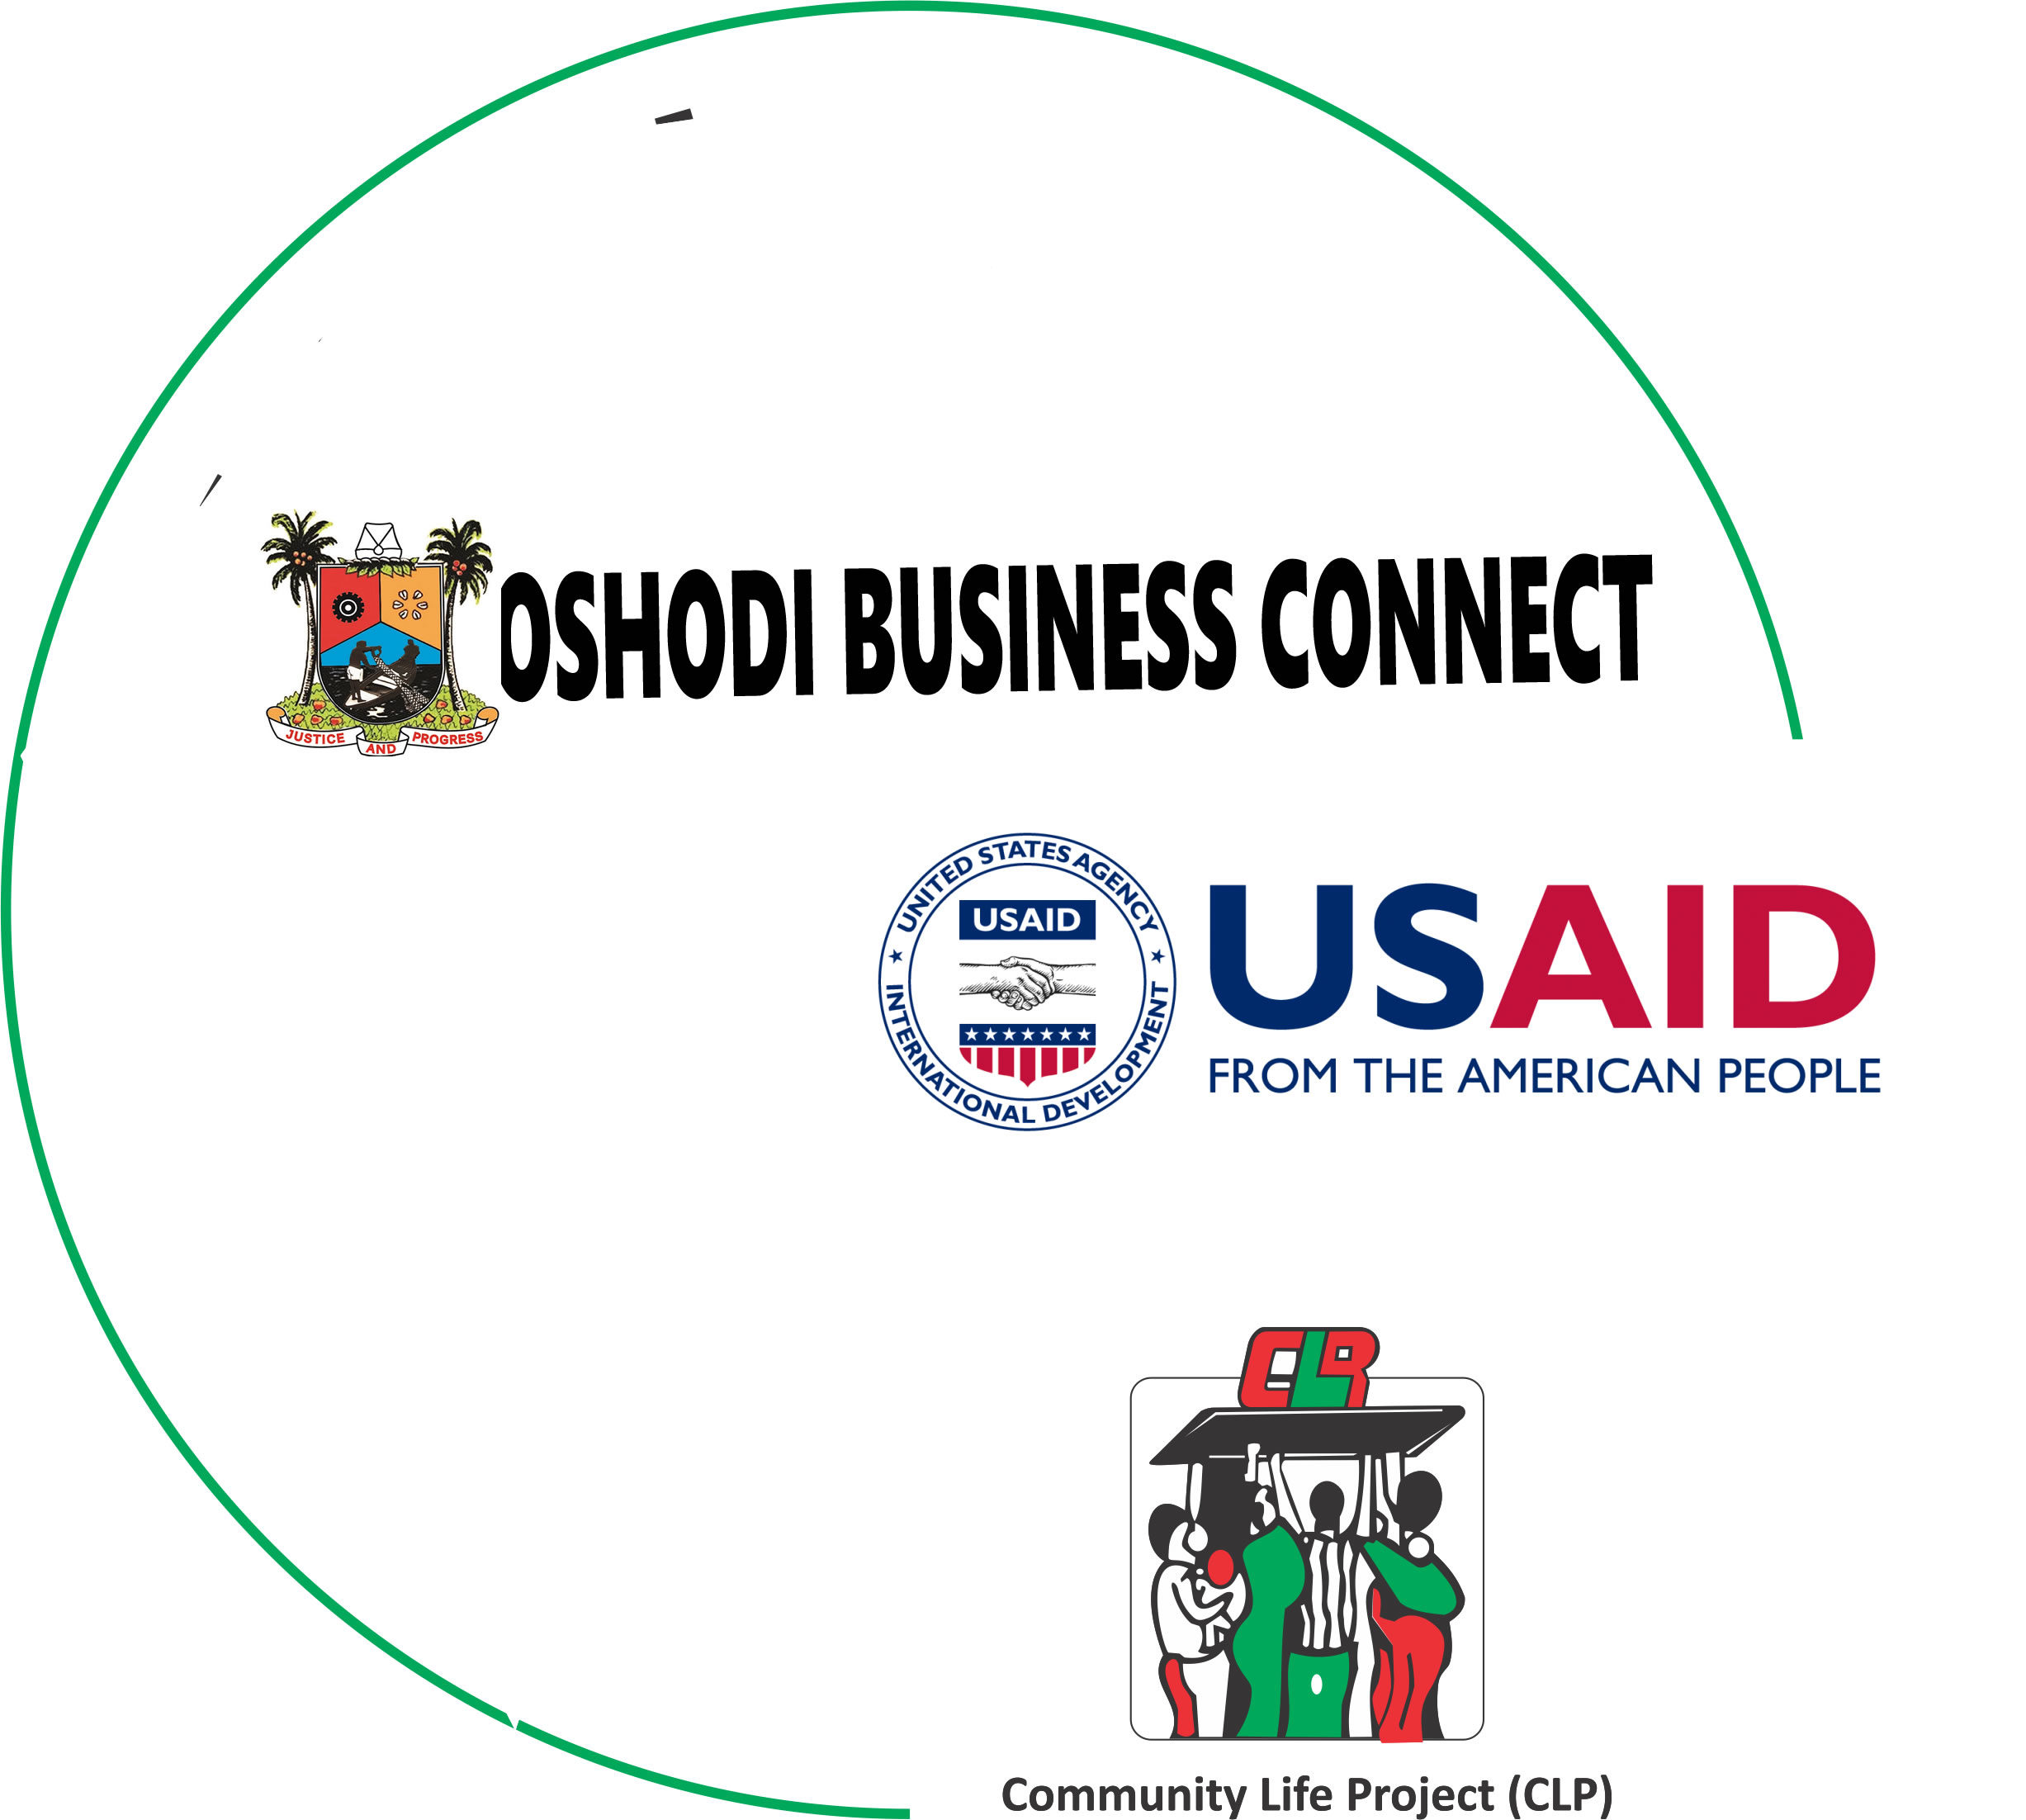 OSHODI BUSINESS CONNECT
JUSTICE AND PROGRESS
UNITED STATES AGENCY
USAID
INTERNATIONAL DEVELOPMENT
USAID
FROM THE AMERICAN PEOPLE
CLP
Community Life Project (CLP)